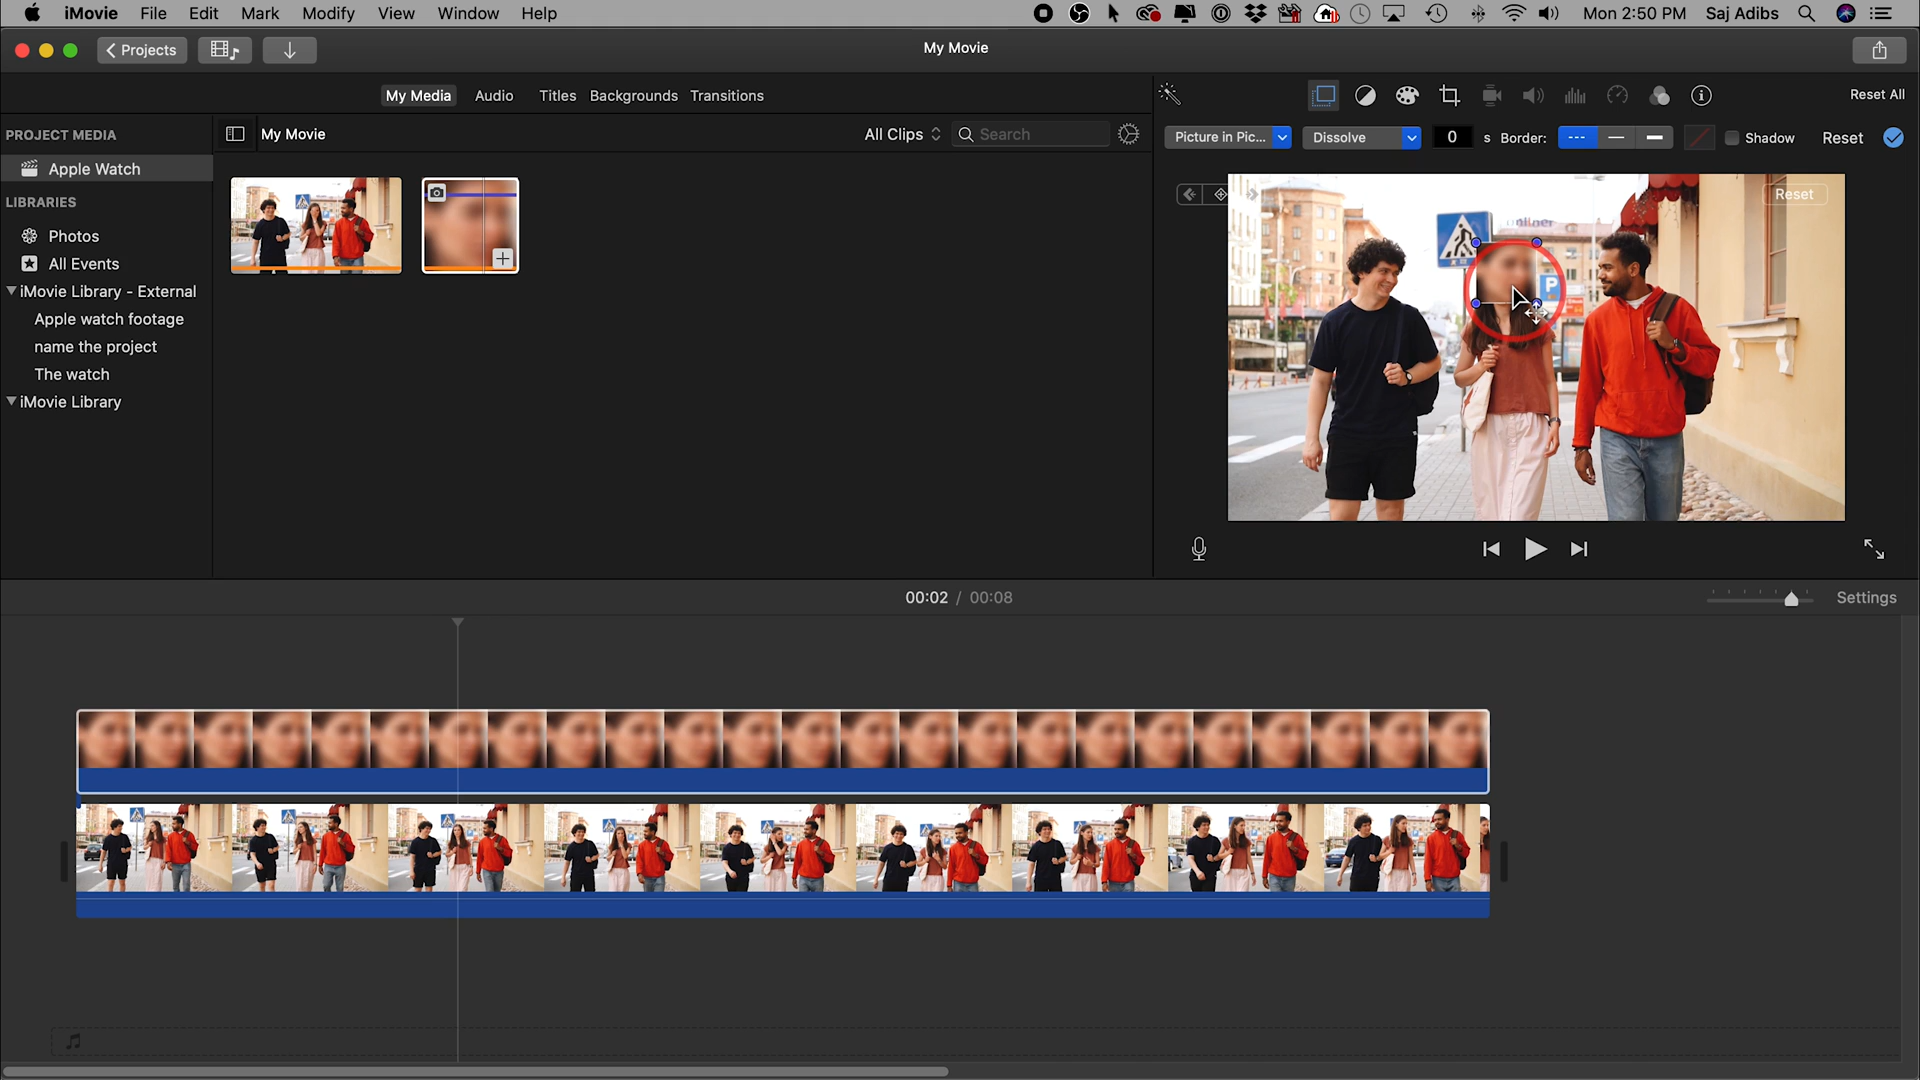 iMovie File Edit Mark Modify View Window Help Mon 2:50 PM Saj Adibs
Projects My Movie
My Media Audio Titles Backgrounds Transitions Reset All
PROJECT MEDIA My Movie All Clips Search Picture in Pic... Dissolve 0 s Border: Shadow Reset
Apple Watch
LIBRARIES
Reset
Photos
All Events
iMovie Library - External
Apple watch footage
name the project
The watch
iMovie Library
P
00:02 / 00:08 Settings